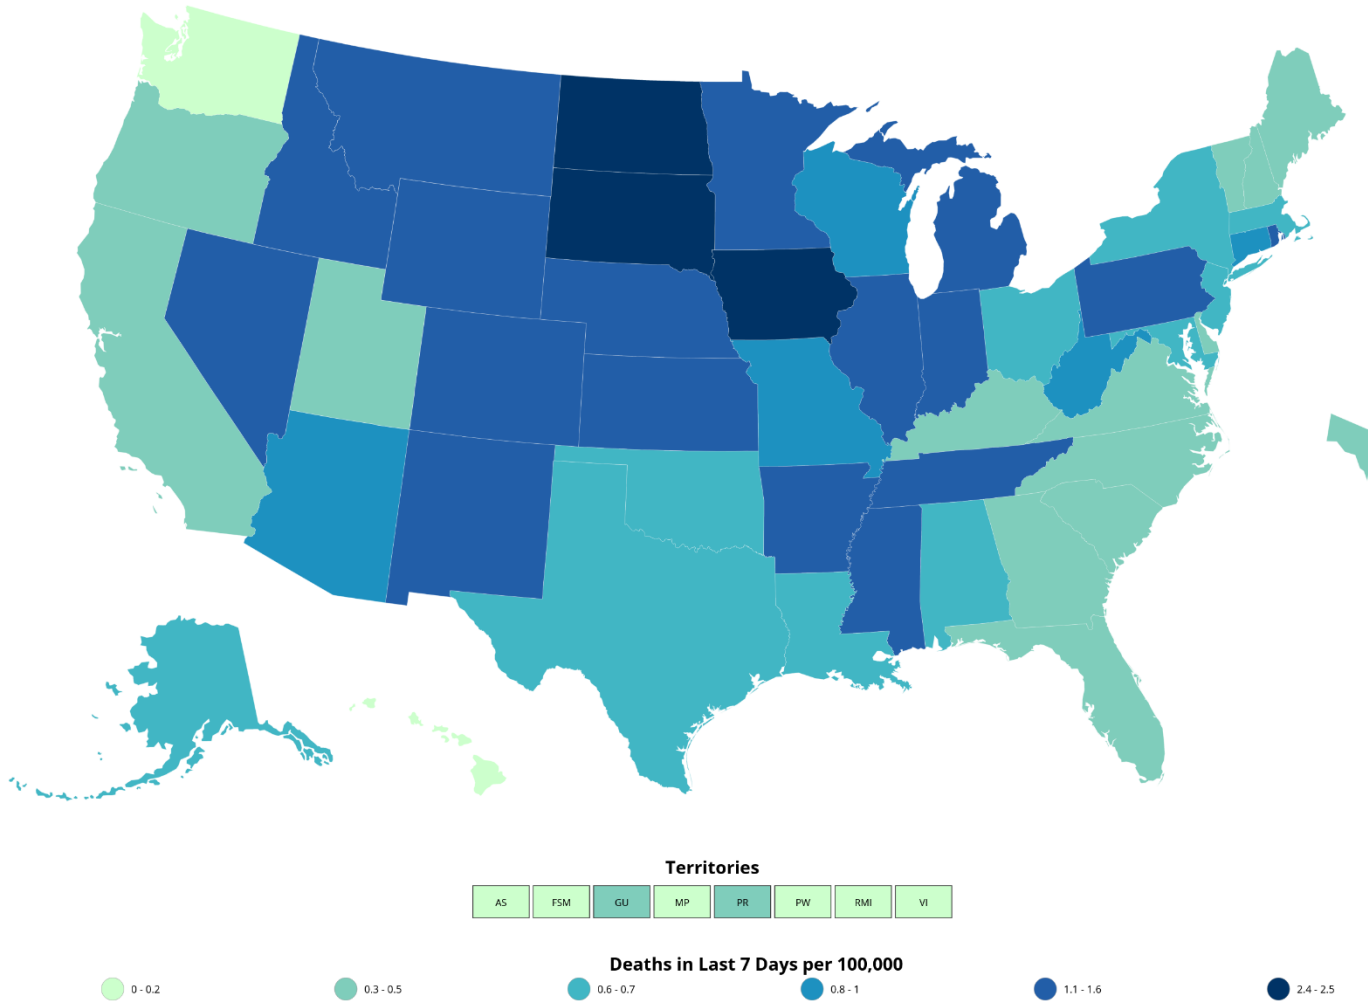 Territories
AS FSM GU MP PR PW RMI VI
Deaths in Last 7 Days per 100,000
0 - 0.2 0.3 - 0.5 0.6 - 0.7 0.8 - 1 1.1 - 1.6 2.4 - 2.5